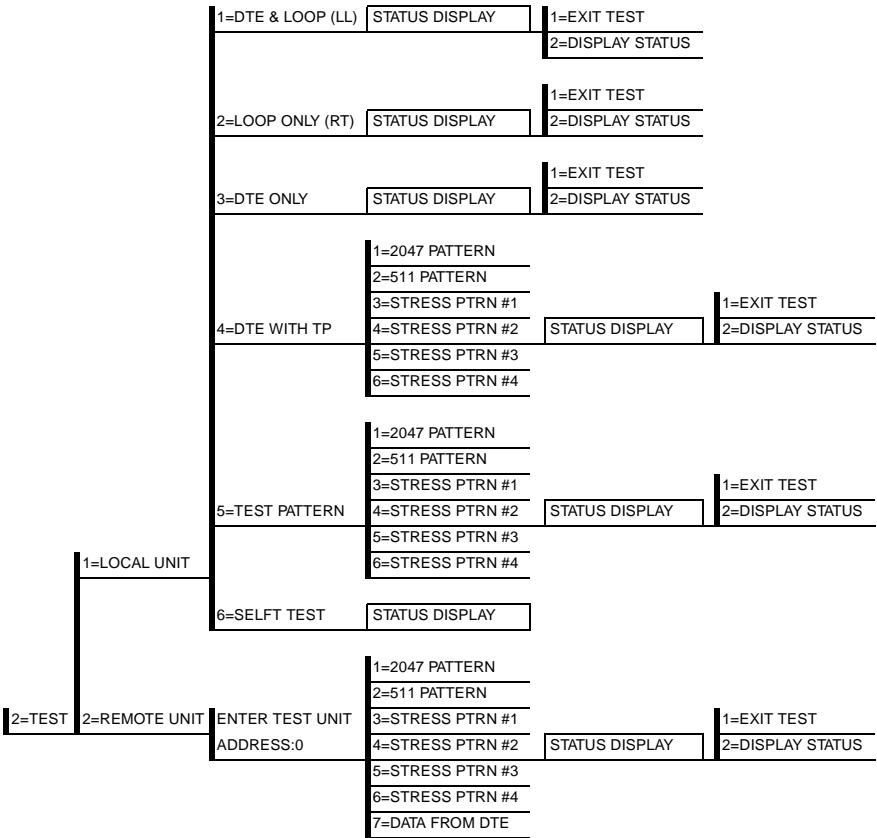 1=DTE & LOOP (LL) STATUS DISPLAY 1=EXIT TEST
2=DISPLAY STATUS
1=EXIT TEST
2=LOOP ONLY (RT) STATUS DISPLAY 2=DISPLAY STATUS
1=EXIT TEST
3=DTE ONLY STATUS DISPLAY 2=DISPLAY STATUS
1=2047 PATTERN
2=511 PATTERN
3=STRESS PTRN #1 1=EXIT TEST
4=DTE WITH TP 4=STRESS PTRN #2 STATUS DISPLAY 2=DISPLAY STATUS
5=STRESS PTRN #3
6=STRESS PTRN #4
1=2047 PATTERN
2=511 PATTERN
3=STRESS PTRN #1 1=EXIT TEST
5=TEST PATTERN 4=STRESS PTRN #2 STATUS DISPLAY 2=DISPLAY STATUS
5=STRESS PTRN #3
1=LOCAL UNIT 6=STRESS PTRN #4
6=SELFT TEST STATUS DISPLAY
1=2047 PATTERN
2=511 PATTERN
2=TEST 2=REMOTE UNIT ENTER TEST UNIT 3=STRESS PTRN #1 1=EXIT TEST
ADDRESS:0 4=STRESS PTRN #2 STATUS DISPLAY 2=DISPLAY STATUS
5=STRESS PTRN #3
6=STRESS PTRN #4
7=DATA FROM DTE